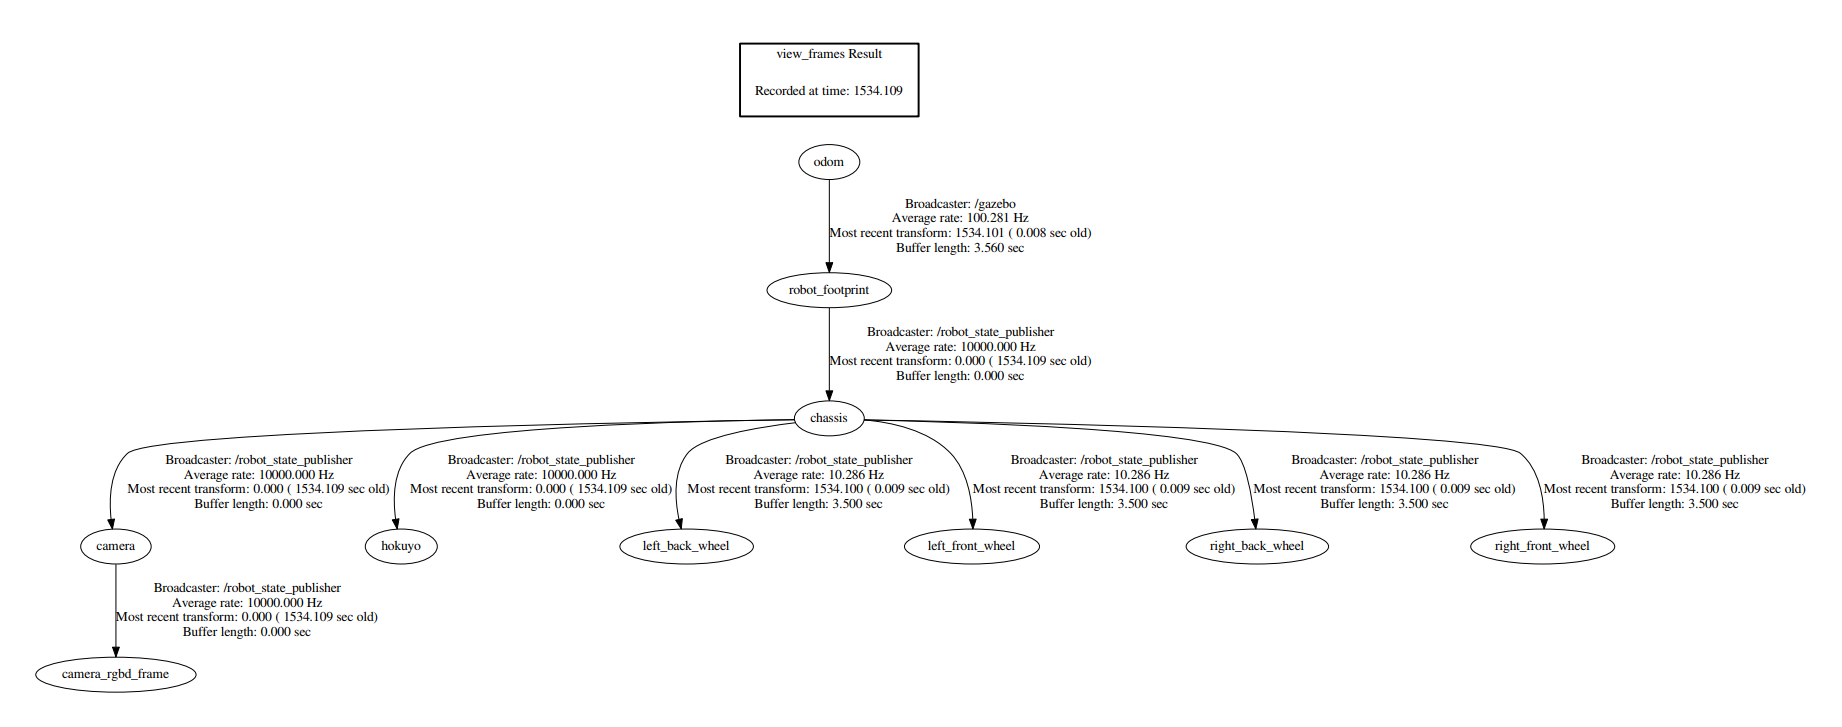 view_frames Result
Recorded at time: 1534.109
odom
Broadcaster: /gazebo
Average rate: 100.281 Hz
Most recent transform: 1534.101 ( 0.008 sec old)
Buffer length: 3.560 sec
robot_footprint
Broadcaster: /robot_state_publisher
Average rate: 10000.000 Hz
Most recent transform: 0.000 ( 1534.109 sec old)
Buffer length: 0.000 sec
chassis
Broadcaster: /robot_state_publisher
Average rate: 10000.000 Hz
Most recent transform: 0.000 ( 1534.109 sec old)
Buffer length: 0.000 sec
Broadcaster: /robot_state_publisher
Average rate: 10000.000 Hz
Most recent transform: 0.000 ( 1534.109 sec old)
Buffer length: 0.000 sec
Broadcaster: /robot_state_publisher
Average rate: 10.286 Hz
Most recent transform: 1534.100 ( 0.009 sec old)
Buffer length: 3.500 sec
Broadcaster: /robot_state_publisher
Average rate: 10.286 Hz
Most recent transform: 1534.100 ( 0.009 sec old)
Buffer length: 3.500 sec
Broadcaster: /robot_state_publisher
Average rate: 10.286 Hz
Most recent transform: 1534.100 ( 0.009 sec old)
Buffer length: 3.500 sec
Broadcaster: /robot_state_publisher
Average rate: 10.286 Hz
Most recent transform: 1534.100 ( 0.009 sec old)
Buffer length: 3.500 sec
camera
hokuyo
left_back_wheel
left_front_wheel
right_back_wheel
right_front_wheel
Broadcaster: /robot_state_publisher
Average rate: 10000.000 Hz
Most recent transform: 0.000 ( 1534.109 sec old)
Buffer length: 0.000 sec
camera_rgbd_frame